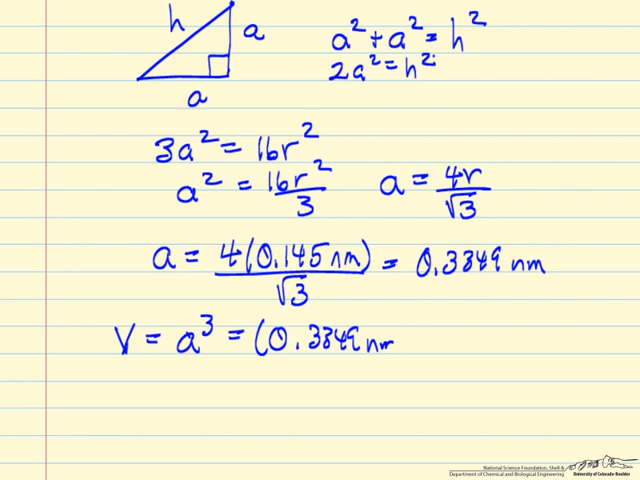 h
a
a
a² + a² = h²
2a² = h²
3a² = 16r²
a² = 16r²/3 a = 4r/√3
a = 4(0.145 nm)/√3 = 0.3349 nm
V = a³ = (0.3349 nm
National Science Foundation, Shell &
Department of Chemical and Biological Engineering
University of Colorado-Boulder